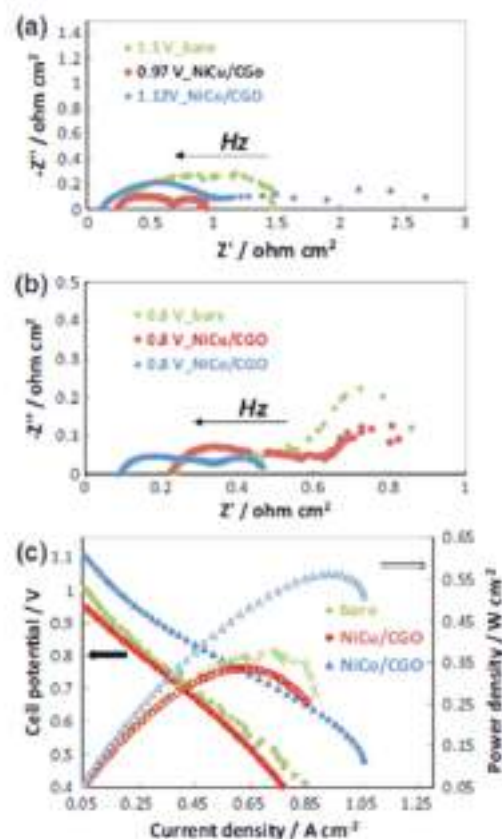 (a)
1.1 V_bare
0.97 V_NiCu/CGo
1.12V_NiCo/CGO
Hz
-Z'' / ohm cm2
1.4
1.2
1
0.8
0.6
0.4
0.2
0
0 0.5 1 1.5 2 2.5 3
Z' / ohm cm2
(b)
0.8 V_bare
0.8 V_NiCu/CGO
0.8 V_NiCo/CGO
Hz
-Z'' / ohm cm2
0.5
0.4
0.3
0.2
0.1
0
0 0.2 0.4 0.6 0.8 1
Z' / ohm cm2
(c)
bare
NiCu/CGO
NiCo/CGO
Cell potential / V
1.1
1
0.9
0.8
0.7
0.6
0.5
0.4
Power density / W cm2
0.65
0.55
0.45
0.35
0.25
0.15
0.05
0.05 0.25 0.45 0.65 0.85 1.05 1.25
Current density / A cm-2